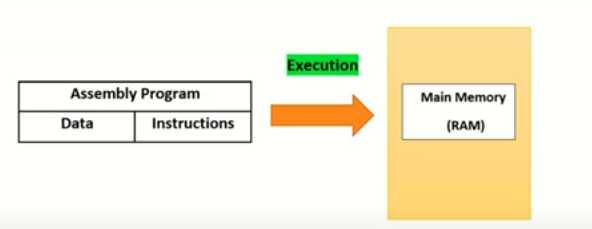 Execution
Assembly Program
Data
Instructions
Main Memory
(RAM)